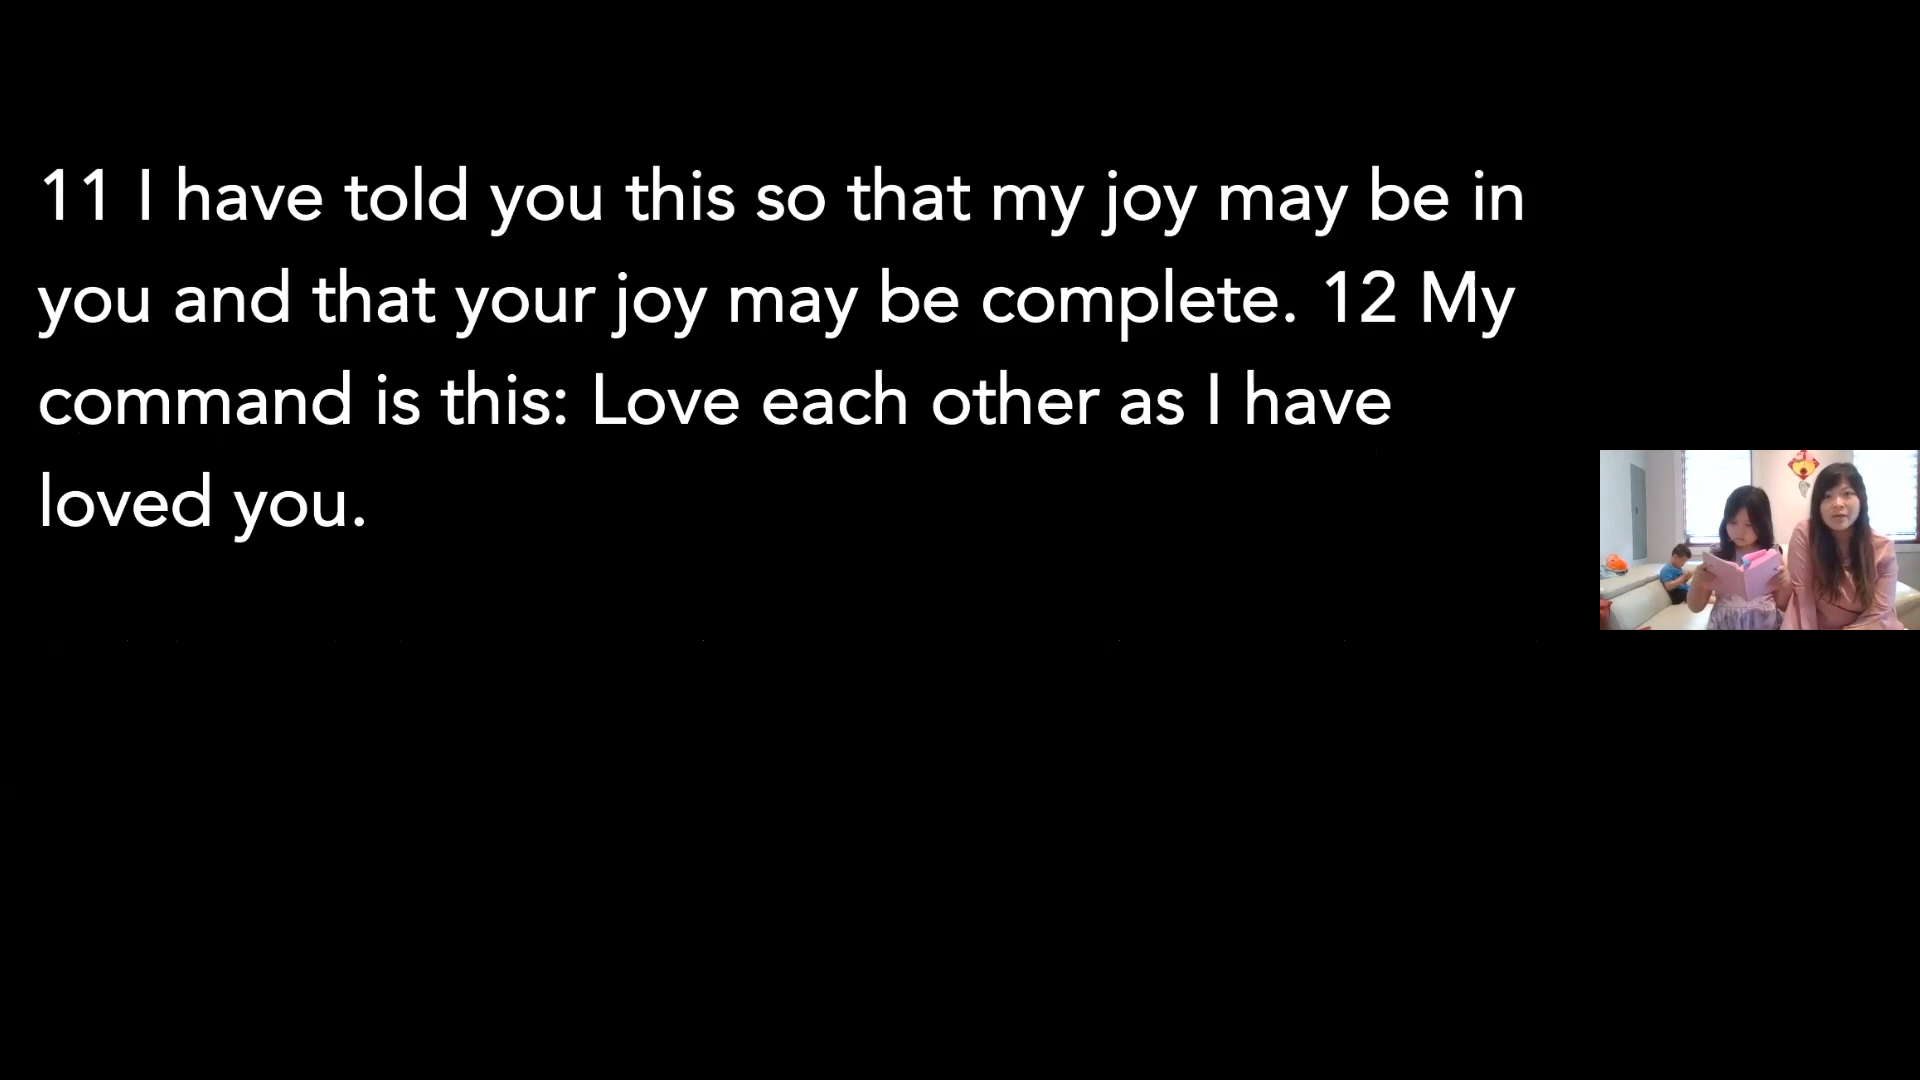 11 I have told you this so that my joy may be in
you and that your joy may be complete. 12 My
command is this: Love each other as I have
loved you.